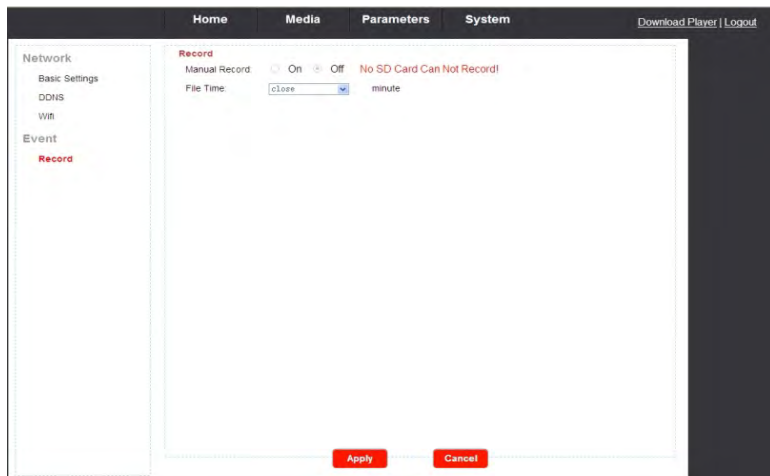 Home Media Parameters System
Download Player | Logout
Network
Basic Settings
DDNS
Wifi
Event
Record
Record
Manual Record: On Off No SD Card Can Not Record!
File Time: close minute
Apply Cancel